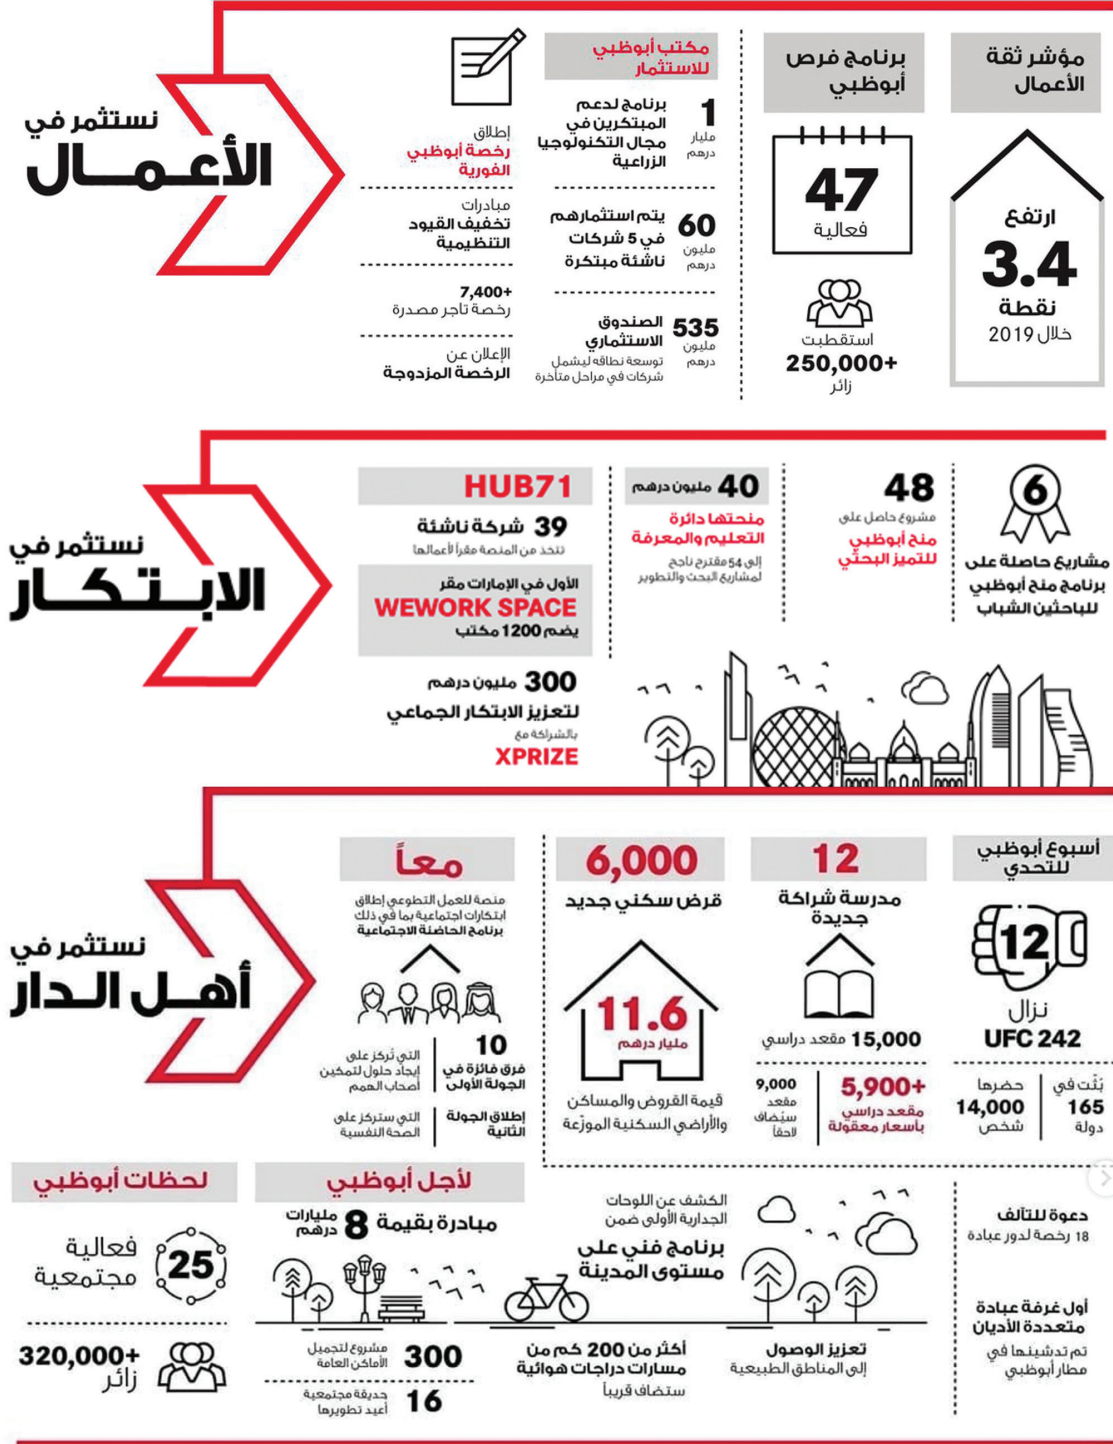 نستثمر في
الأعـمـال
مؤشر ثقة
الأعمال
ارتفع
3.4
نقطة
خلال 2019
برنامج فرص
أبوظبي
47
فعالية
استقطبت
250,000+
زائر
مكتب أبوظبي
للاستثمار
1
مليار
درهم
برنامج لدعم
المبتكرين في
مجال التكنولوجيا
الزراعية
60
مليون
درهم
يتم استثمارهم
في 5 شركات
ناشئة مبتكرة
535
مليون
درهم
الصندوق
الاستثماري
توسعة نطاقه ليشمل
شركات في مراحل متأخرة
إطلاق
رخصة أبوظبي
الفورية
مبادرات
تخفيف القيود
التنظيمية
7,400+
رخصة تاجر مصدرة
الإعلان عن
الرخصة المزدوجة
نستثمر في
الابـتـكـار
6
مشاريع حاصلة على
برنامج منح أبوظبي
للباحثين الشباب
48
مشروع حاصل على
منح أبوظبي
للتميز البحثي
40 مليون درهم
منحتها دائرة
التعليم والمعرفة
إلى 54 مقترح ناجح
لمشاريع البحث والتطوير
HUB71
39 شركة ناشئة
تتخذ من المنصة مقراً لأعمالها
الأول في الإمارات مقر
WEWORK SPACE
يضم 1200 مكتب
300 مليون درهم
لتعزيز الابتكار الجماعي
بالشراكة مع
XPRIZE
نستثمر في
أهـل الـدار
أسبوع أبوظبي
للتحدي
12
نزال
UFC 242
بُثّت في
165
دولة
حضرها
14,000
شخص
12
مدرسة شراكة
جديدة
15,000 مقعد دراسي
5,900+
مقعد دراسي
بأسعار معقولة
9,000
مقعد
سيُضاف
لاحقاً
6,000
قرض سكني جديد
11.6
مليار درهم
قيمة القروض والمساكن
والأراضي السكنية الموزّعة
معاً
منصة للعمل التطوعي إطلاق
ابتكارات اجتماعية بما في ذلك
برنامج الحاضنة الاجتماعية
10
فرق فائزة في
الجولة الأولى
التي تُركز على
إيجاد حلول لتمكين
أصحاب الهمم
إطلاق الجولة
الثانية
التي ستركز على
الصحة النفسية
دعوة للتآلف
18 رخصة لدور عبادة
أول غرفة عبادة
متعددة الأديان
تم تدشينها في
مطار أبوظبي
الكشف عن اللوحات
الجدارية الأولى ضمن
برنامج فني على
مستوى المدينة
تعزيز الوصول
إلى المناطق الطبيعية
أكثر من 200 كم من
مسارات دراجات هوائية
ستضاف قريباً
لأجل أبوظبي
مبادرة بقيمة 8 مليارات
درهم
300
مشروع لتجميل
الأماكن العامة
16
حديقة مجتمعية
أعيد تطويرها
لحظات أبوظبي
25
فعالية
مجتمعية
320,000+
زائر